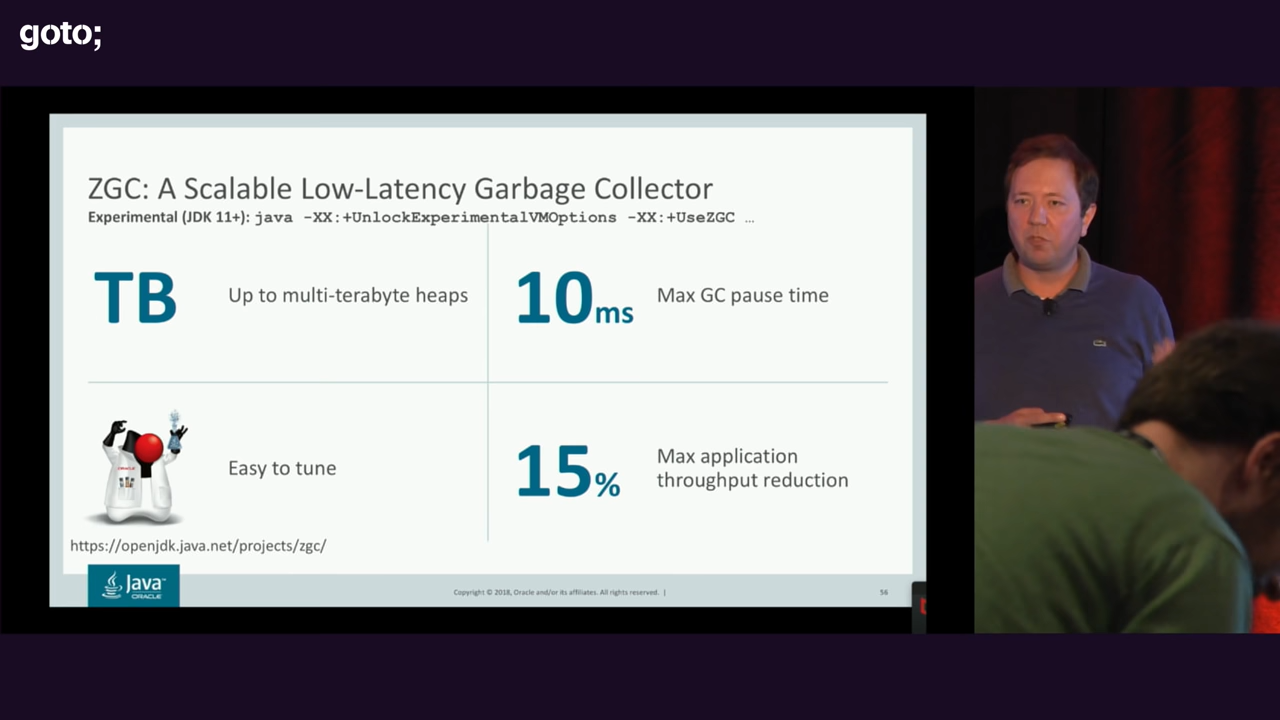 goto;
ZGC: A Scalable Low-Latency Garbage Collector
Experimental (JDK 11+): java -XX:+UnlockExperimentalVMOptions -XX:+UseZGC ...
TB
Up to multi-terabyte heaps
10ms
Max GC pause time
Easy to tune
15%
Max application
throughput reduction
https://openjdk.java.net/projects/zgc/
Java™
ORACLE
Copyright © 2018, Oracle and/or its affiliates. All rights reserved. |
56